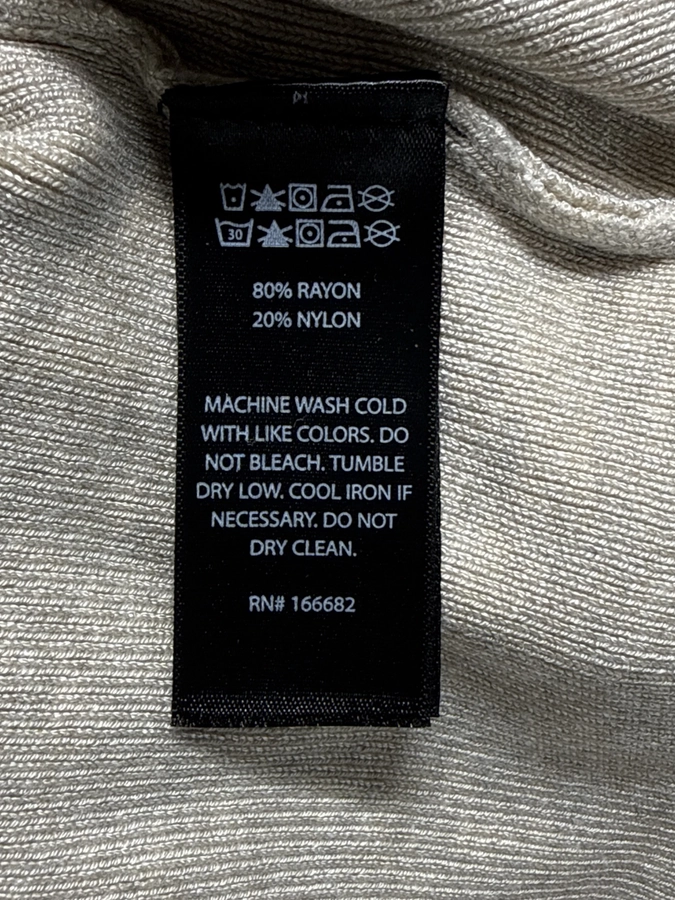 30
80% RAYON
20% NYLON
MACHINE WASH COLD
WITH LIKE COLORS. DO
NOT BLEACH. TUMBLE
DRY LOW. COOL IRON IF
NECESSARY. DO NOT
DRY CLEAN.
RN# 166682